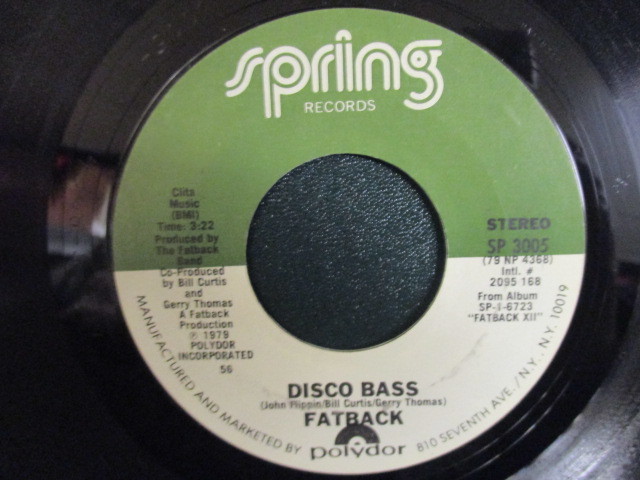 spring
RECORDS
Clita
Music
(BMI)
Time: 3:22
Produced by
The Fatback
Band
Co-Produced
by Bill Curtis
and
Gerry Thomas
A Fatback
Production
℗ 1979
POLYDOR
INCORPORATED
56
STEREO
SP 3005
(79 NP 4368)
Intl. #
2095 168
From Album
SP-1-6723
"FATBACK XII"
DISCO BASS
(John Flippin/Bill Curtis/Gerry Thomas)
FATBACK
MANUFACTURED AND MARKETED BY polydor 810 SEVENTH AVE./N.Y., N.Y. 10019